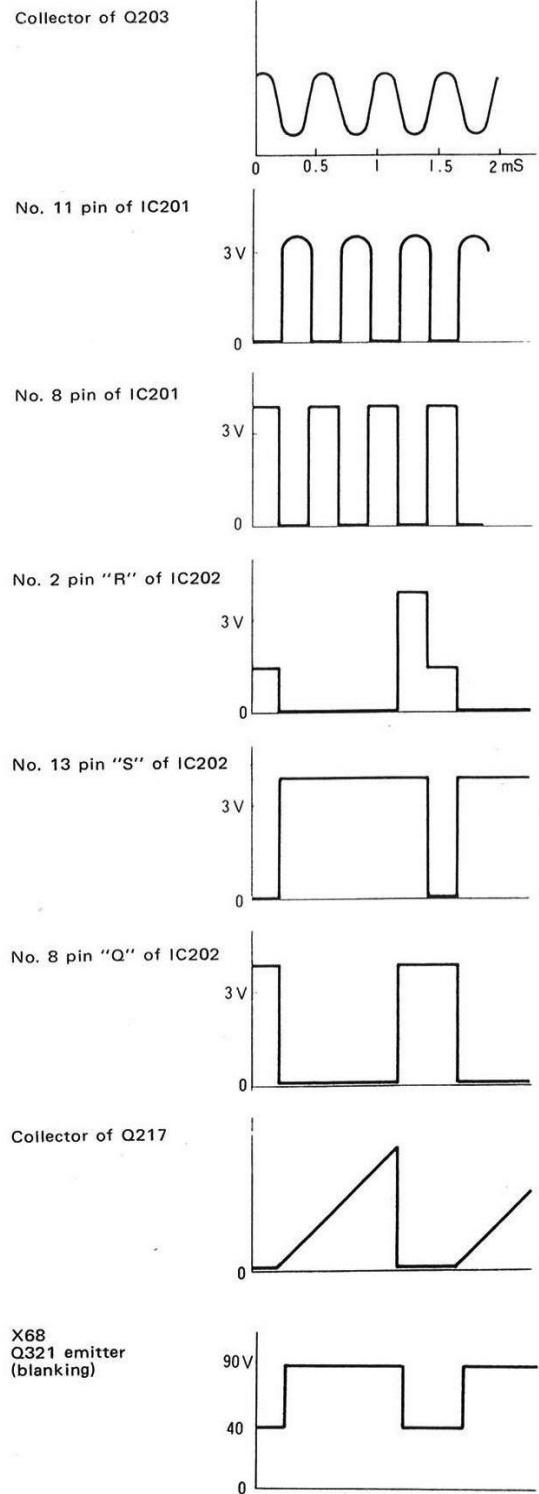 Collector of Q203
0 0.5 1 1.5 2 mS
No. 11 pin of IC201
3 V
0
No. 8 pin of IC201
3 V
0
No. 2 pin "R" of IC202
3 V
0
No. 13 pin "S" of IC202
3 V
0
No. 8 pin "Q" of IC202
3 V
0
Collector of Q217
0
X68
Q321 emitter
(blanking)
90 V
40
0